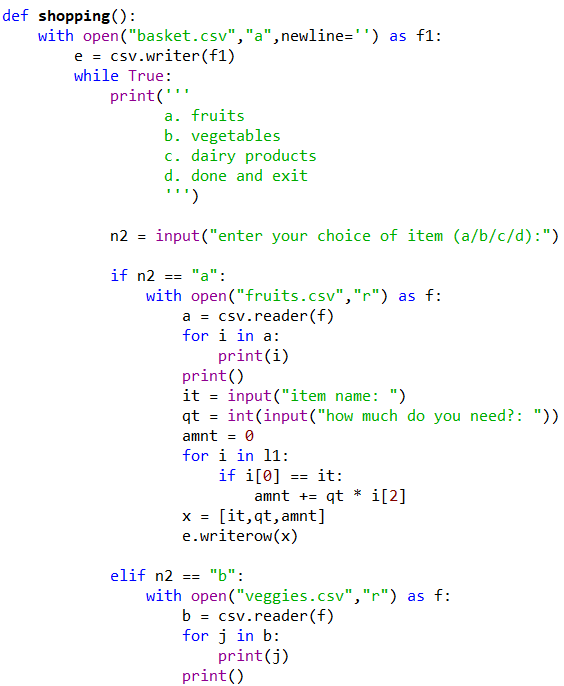 def shopping():
    with open("basket.csv","a",newline='') as f1:
        e = csv.writer(f1)
        while True:
            print('''
                  a. fruits
                  b. vegetables
                  c. dairy products
                  d. done and exit
                  ''')

            n2 = input("enter your choice of item (a/b/c/d):")

            if n2 == "a":
                with open("fruits.csv","r") as f:
                    a = csv.reader(f)
                    for i in a:
                        print(i)
                    print()
                    it = input("item name: ")
                    qt = int(input("how much do you need?: "))
                    amnt = 0
                    for i in l1:
                        if i[0] == it:
                            amnt += qt * i[2]
                    x = [it,qt,amnt]
                    e.writerow(x)

            elif n2 == "b":
                with open("veggies.csv","r") as f:
                    b = csv.reader(f)
                    for j in b:
                        print(j)
                    print()